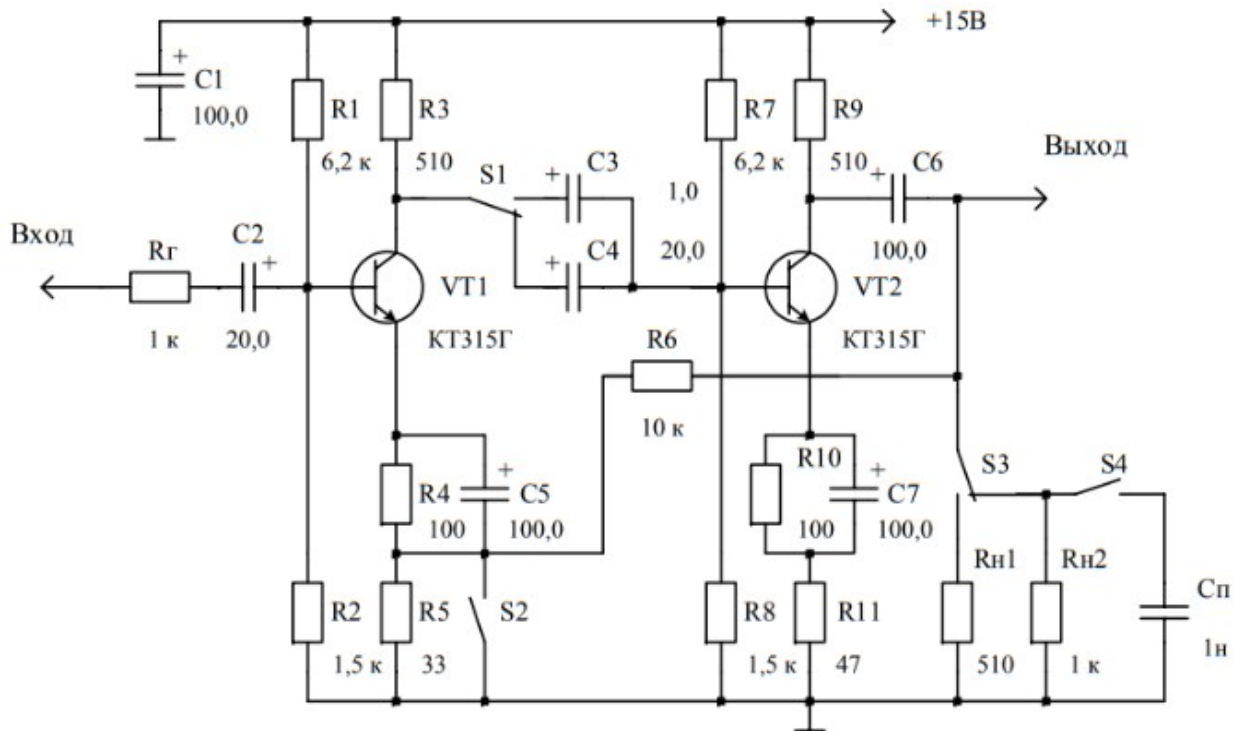 +15В
C1
100,0
R1
6,2 к
R3
510
S1
C3
1,0
R7
6,2 к
R9
510
C6
100,0
Выход
Вход
Rг
1 к
C2
20,0
VT1
КТ315Г
C4
20,0
VT2
КТ315Г
R6
10 к
R4
100
C5
100,0
R10
100
C7
100,0
S3
S4
R2
1,5 к
R5
33
S2
R8
1,5 к
R11
47
Rн1
510
Rн2
1 к
Cп
1н
+
+
+
+
+
+
+